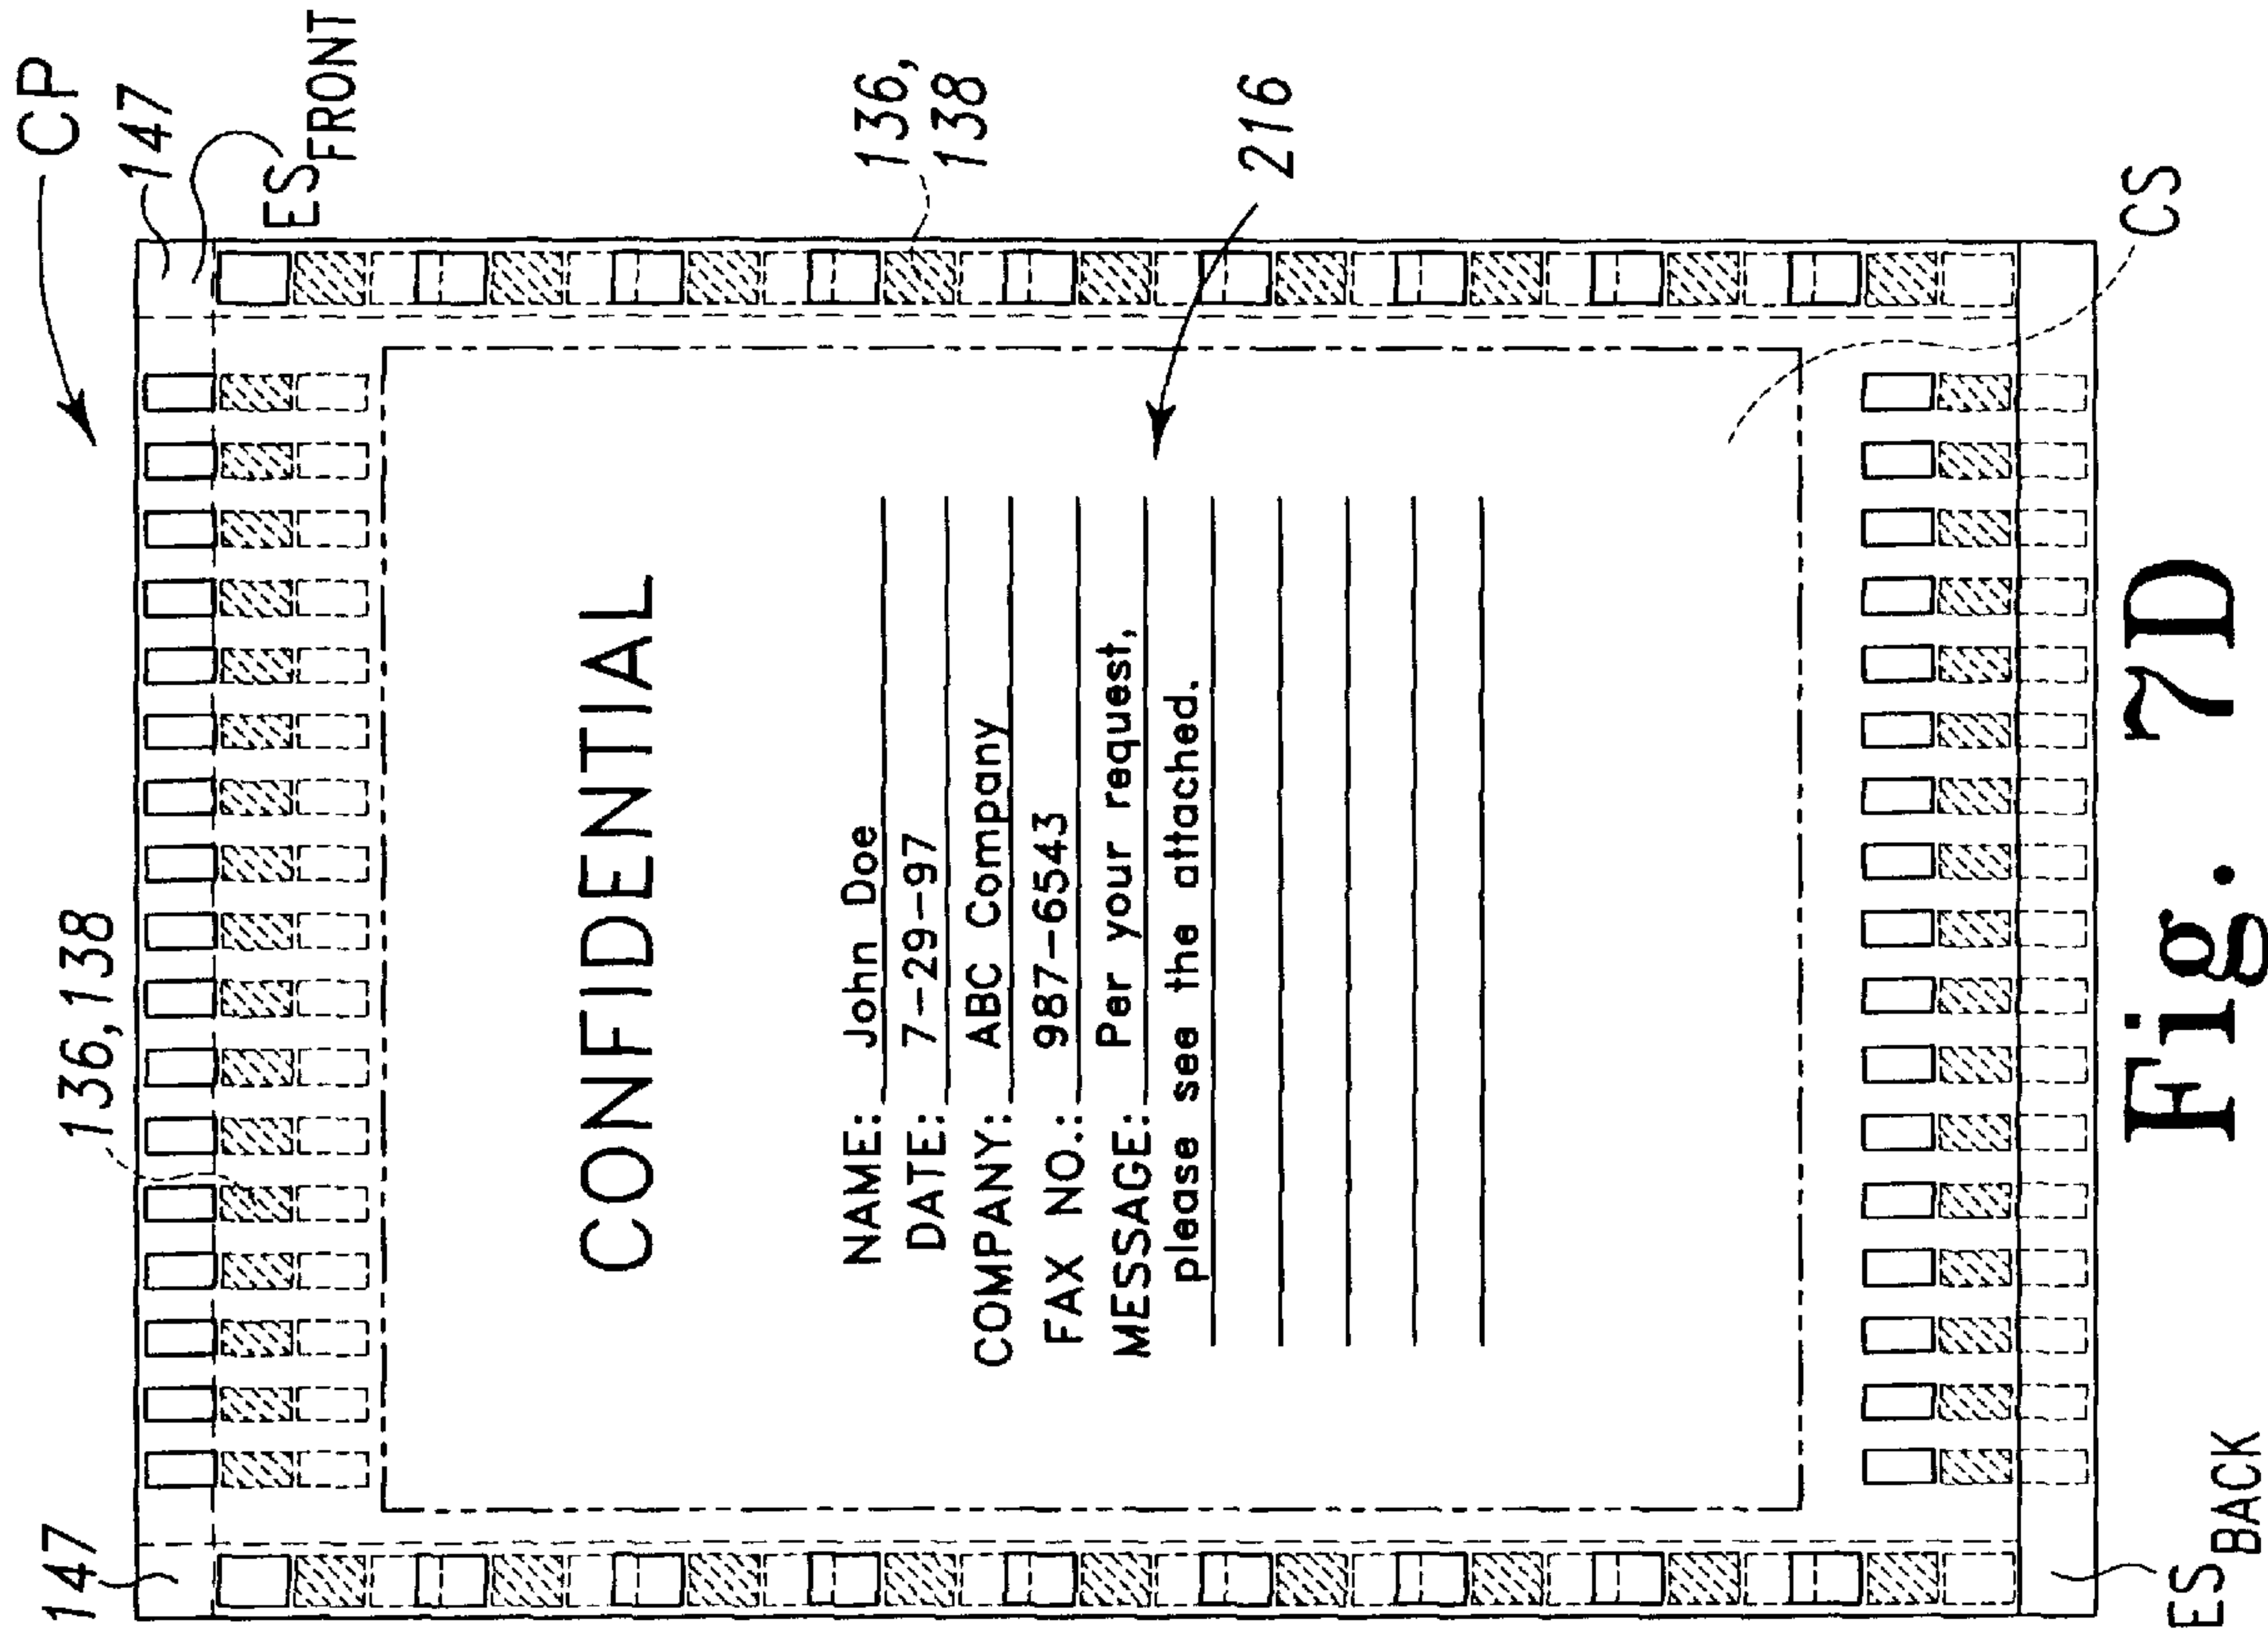 CP
147
ES FRONT
136,
138
216
CS
136,138
147
CONFIDENTIAL
NAME: John Doe
DATE: 7-29-97
COMPANY: ABC Company
FAX NO.: 987-6543
MESSAGE: Per your request,
please see the attached.
ES BACK
Fig. 7D